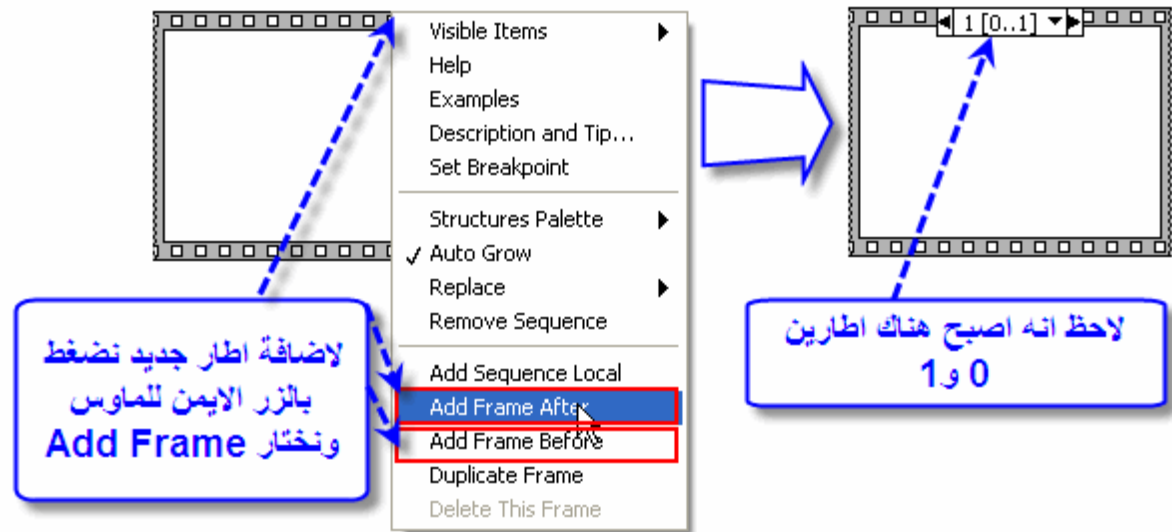 Visible Items
Help
Examples
Description and Tip...
Set Breakpoint
Structures Palette
Auto Grow
Replace
Remove Sequence
Add Sequence Local
Add Frame After
Add Frame Before
Duplicate Frame
Delete This Frame
1 [0..1]
لاضافة اطار جديد نضغط
بالزر الايمن للماوس
ونختار Add Frame
لاحظ انه اصبح هناك اطارين
0 و1